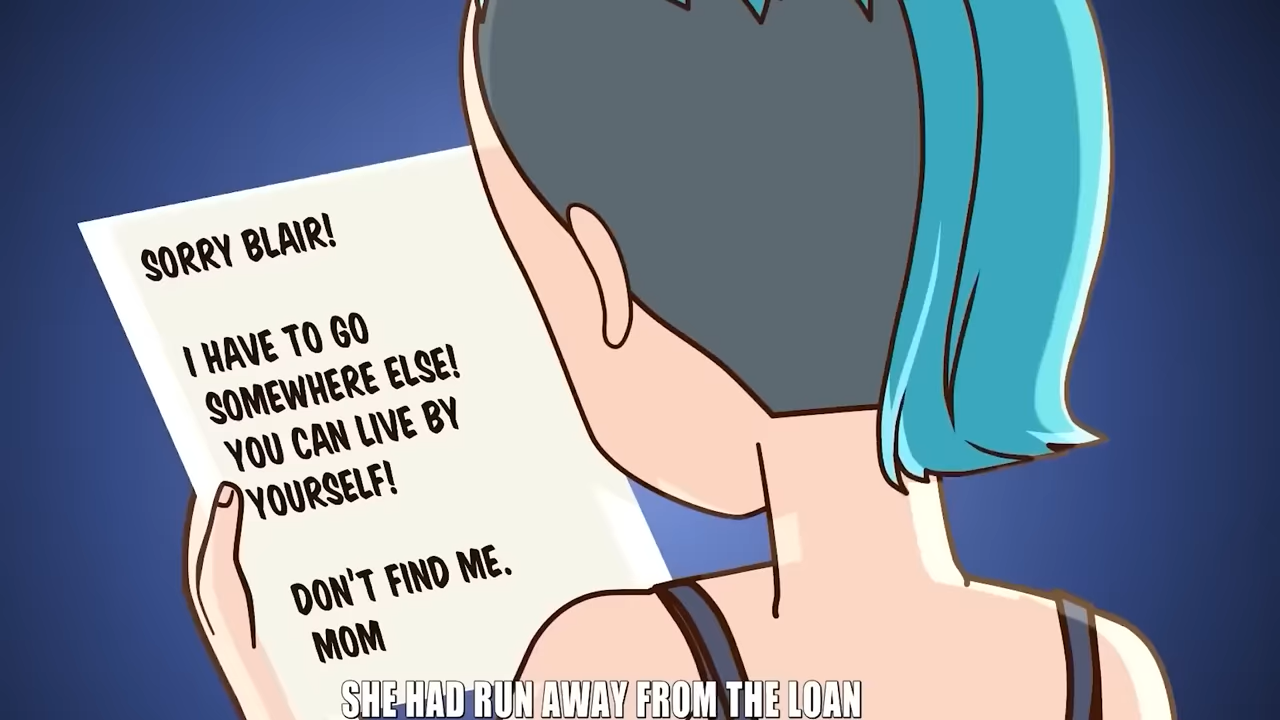 SORRY BLAIR!
I HAVE TO GO
SOMEWHERE ELSE!
YOU CAN LIVE BY
YOURSELF!
DON'T FIND ME.
MOM
SHE HAD RUN AWAY FROM THE LOAN